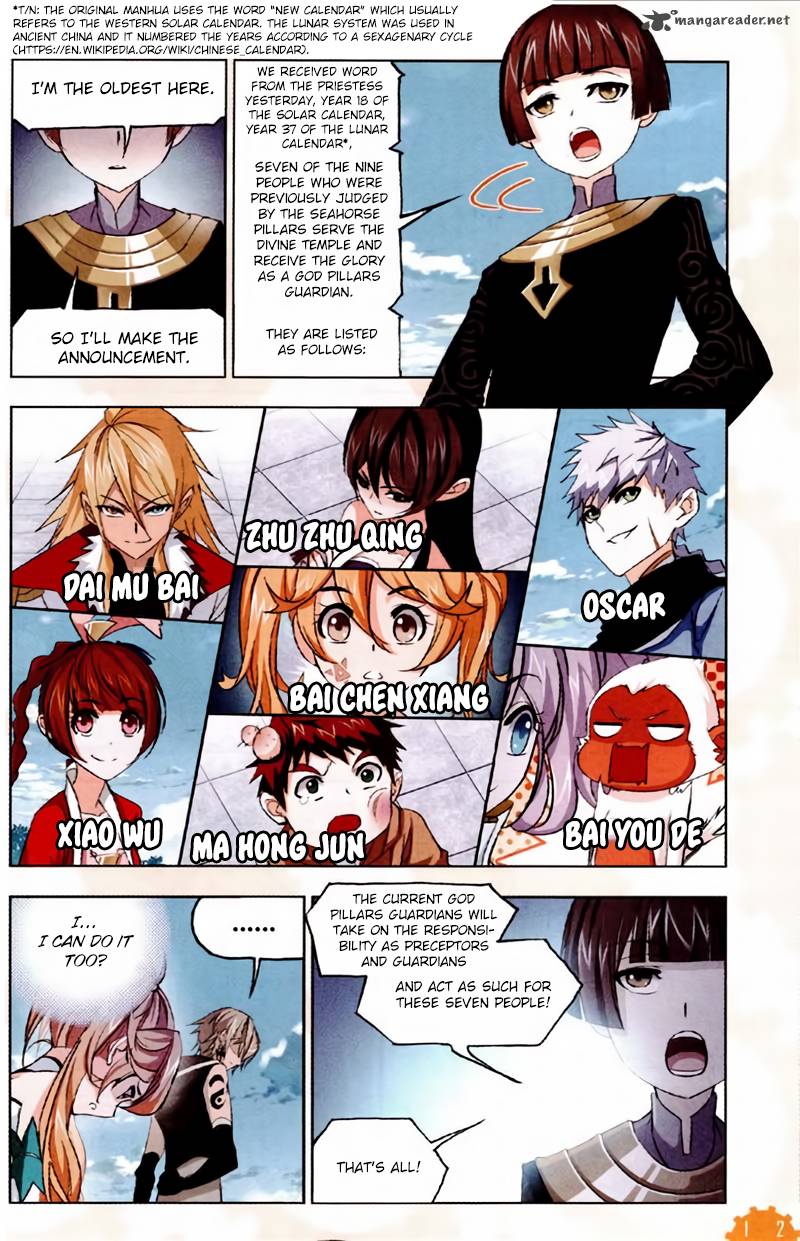 *T/N: THE ORIGINAL MANHUA USES THE WORD "NEW CALENDAR" WHICH USUALLY
REFERS TO THE WESTERN SOLAR CALENDAR. THE LUNAR SYSTEM WAS USED IN
ANCIENT CHINA AND IT NUMBERED THE YEARS ACCORDING TO A SEXAGENARY CYCLE
(HTTPS://EN.WIKIPEDIA.ORG/WIKI/CHINESE_CALENDAR).
mangareader.net
I'M THE OLDEST HERE.
SO I'LL MAKE THE
ANNOUNCEMENT.
WE RECEIVED WORD
FROM THE PRIESTESS
YESTERDAY, YEAR 18 OF
THE SOLAR CALENDAR,
YEAR 37 OF THE LUNAR
CALENDAR*,
SEVEN OF THE NINE
PEOPLE WHO WERE
PREVIOUSLY JUDGED
BY THE SEAHORSE
PILLARS SERVE THE
DIVINE TEMPLE AND
RECEIVE THE GLORY
AS A GOD PILLARS
GUARDIAN.
THEY ARE LISTED
AS FOLLOWS:
DAI MU BAI
ZHU ZHU QING
OSCAR
BAI CHEN XIANG
XIAO WU
MA HONG JUN
BAI YOU DE
I...
I CAN DO IT
TOO?
......
THE CURRENT GOD
PILLARS GUARDIANS WILL
TAKE ON THE RESPONSI-
BILITY AS PRECEPTORS
AND GUARDIANS
AND ACT AS SUCH FOR
THESE SEVEN PEOPLE!
THAT'S ALL!
1 2